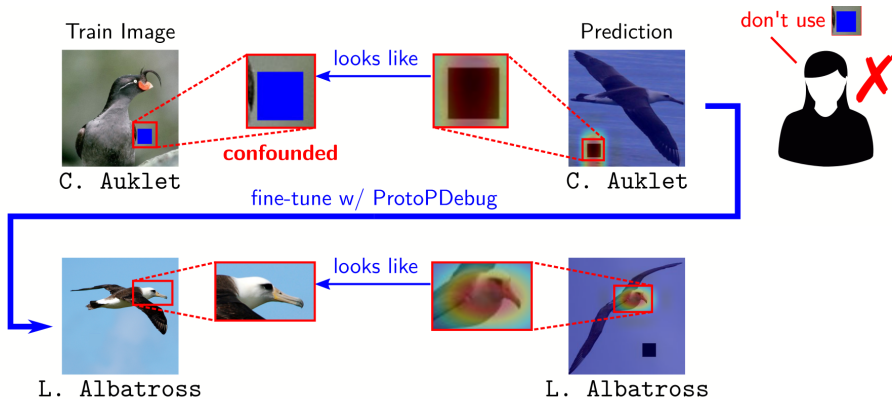 don't use
Train Image
Prediction
looks like
confounded
C. Auklet
C. Auklet
fine-tune w/ ProtoPDebug
looks like
L. Albatross
L. Albatross